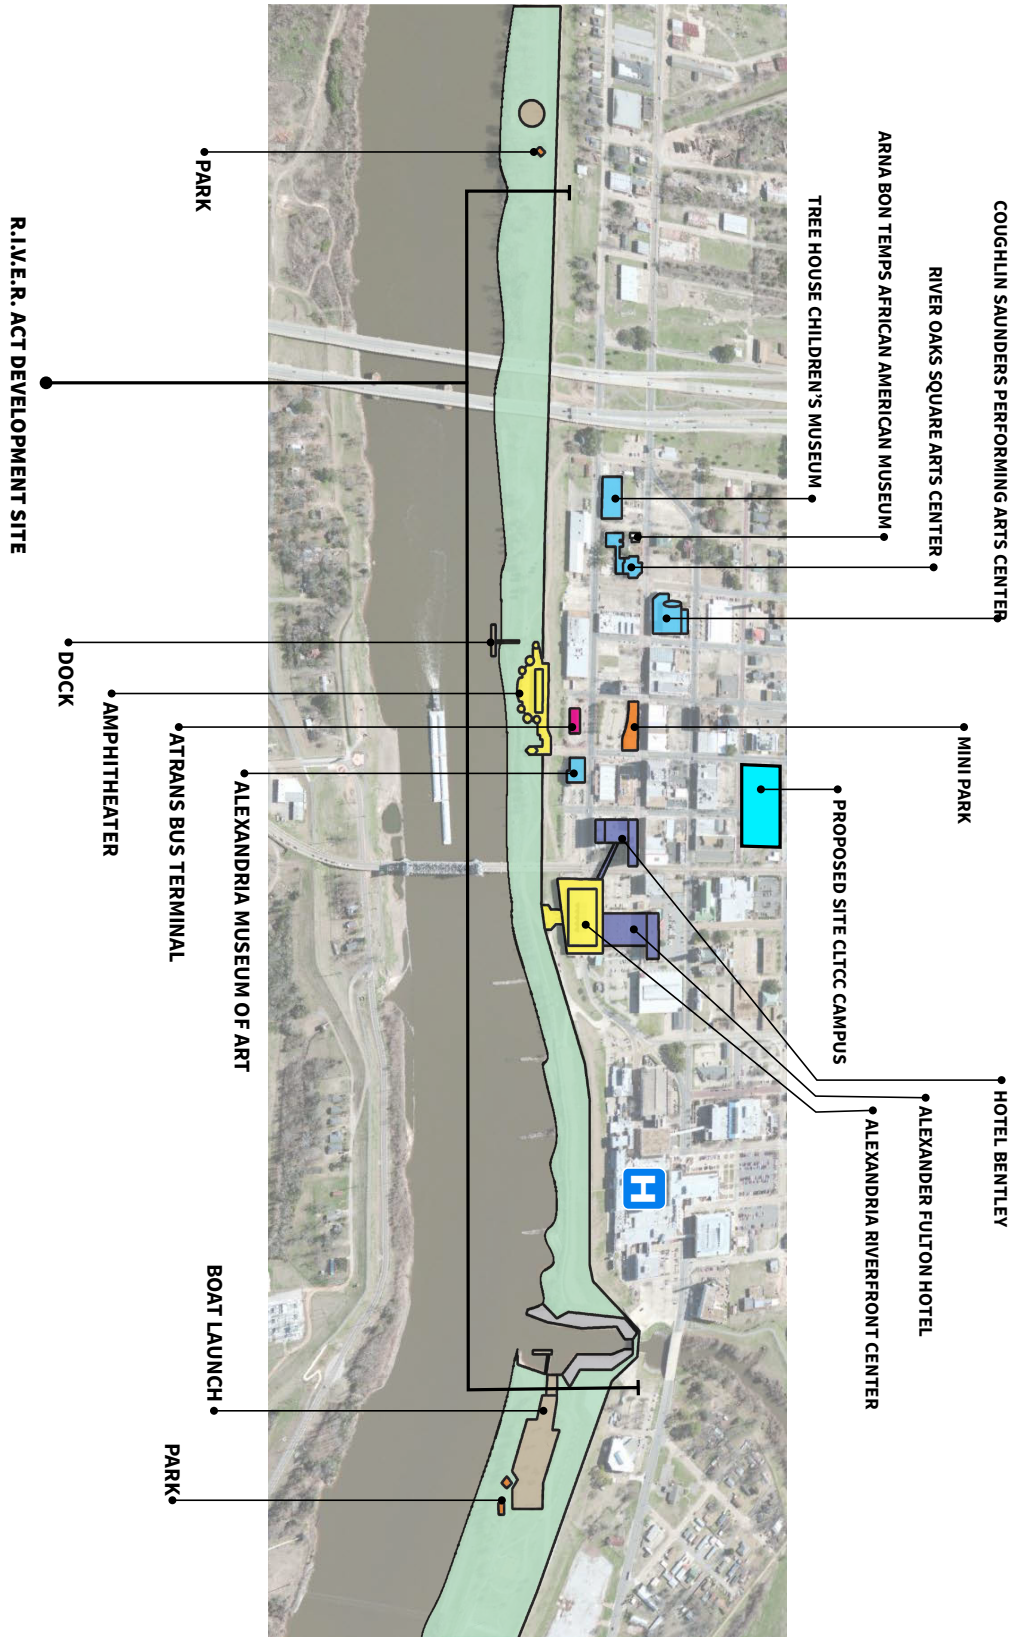 COUGHLIN SAUNDERS PERFORMING ARTS CENTER
RIVER OAKS SQUARE ARTS CENTER
ARNA BON TEMPS AFRICAN AMERICAN MUSEUM
TREE HOUSE CHILDREN'S MUSEUM
MINI PARK
PROPOSED SITE CLTCC CAMPUS
HOTEL BENTLEY
ALEXANDER FULTON HOTEL
ALEXANDRIA RIVERFRONT CENTER
H
PARK
R.I.V.E.R. ACT DEVELOPMENT SITE
DOCK
AMPHITHEATER
ATRANS BUS TERMINAL
ALEXANDRIA MUSEUM OF ART
BOAT LAUNCH
PARK